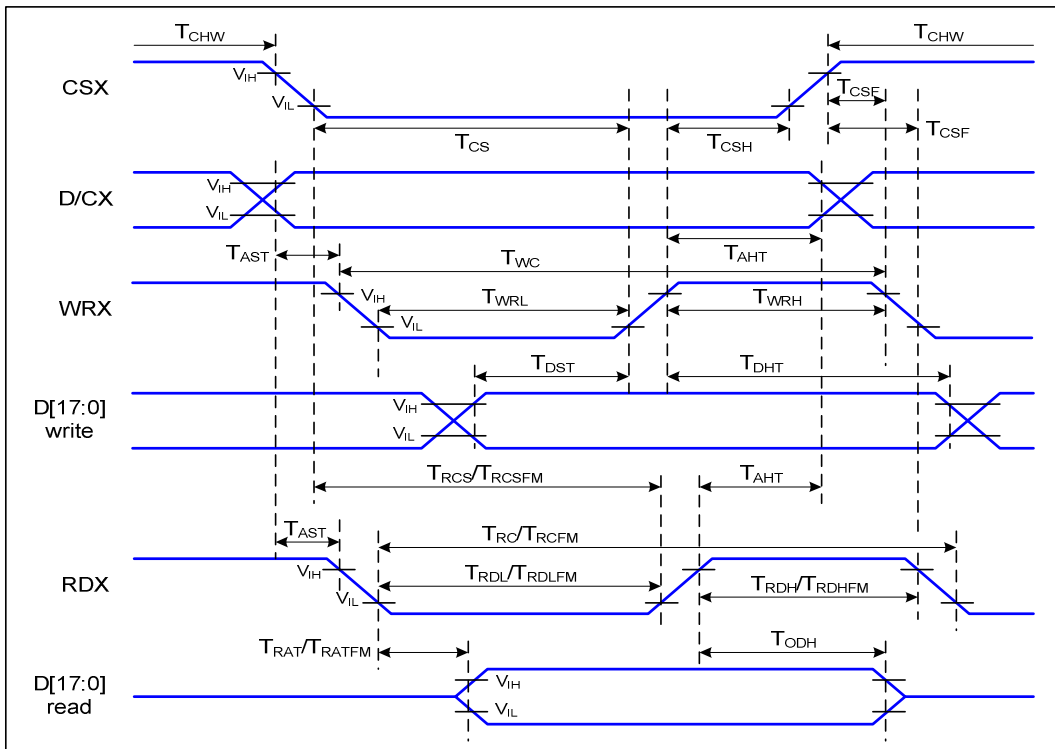 TCHW
TCHW
CSX
VIH
VIL
TCSF
TCS
TCSH
TCSF
D/CX
VIH
VIL
TAST
TWC
TAHT
WRX
VIH
VIL
TWRL
TWRH
TDST
TDHT
D[17:0]
write
VIH
VIL
TRCS/TRCSFM
TAHT
TAST
TRC/TRCFM
RDX
VIH
VIL
TRDL/TRDLFM
TRDH/TRDHFM
TRAT/TRATFM
TODH
D[17:0]
read
VIH
VIL